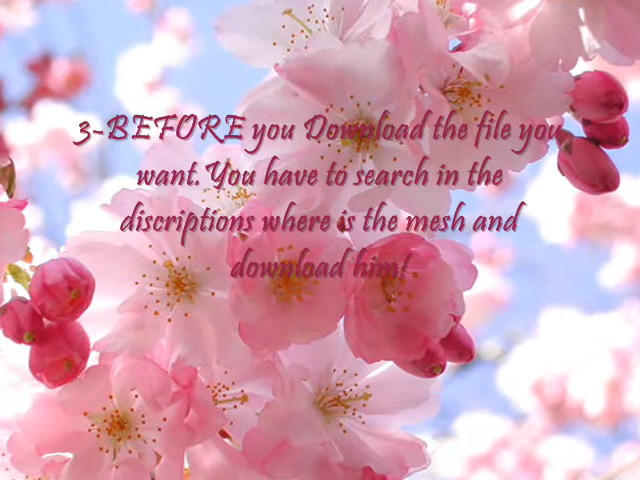 3-BEFORE you Download the file you
want. You have to search in the
discriptions where is the mesh and
download him!